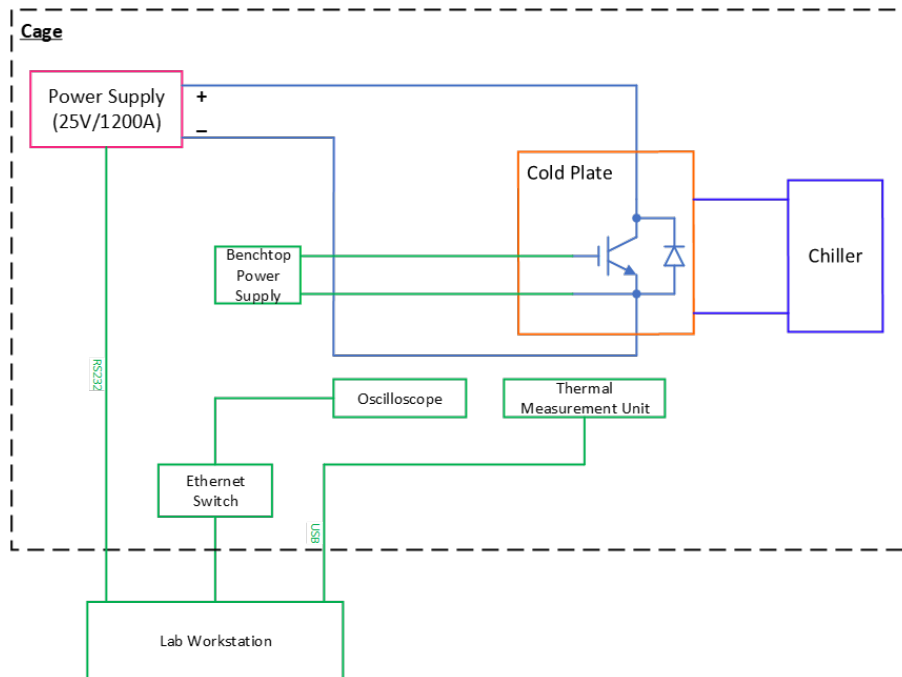 Cage
Power Supply
(25V/1200A)
+
–
Cold Plate
Benchtop
Power
Supply
Chiller
RS232
Oscilloscope
Thermal
Measurement Unit
Ethernet
Switch
USB
Lab Workstation